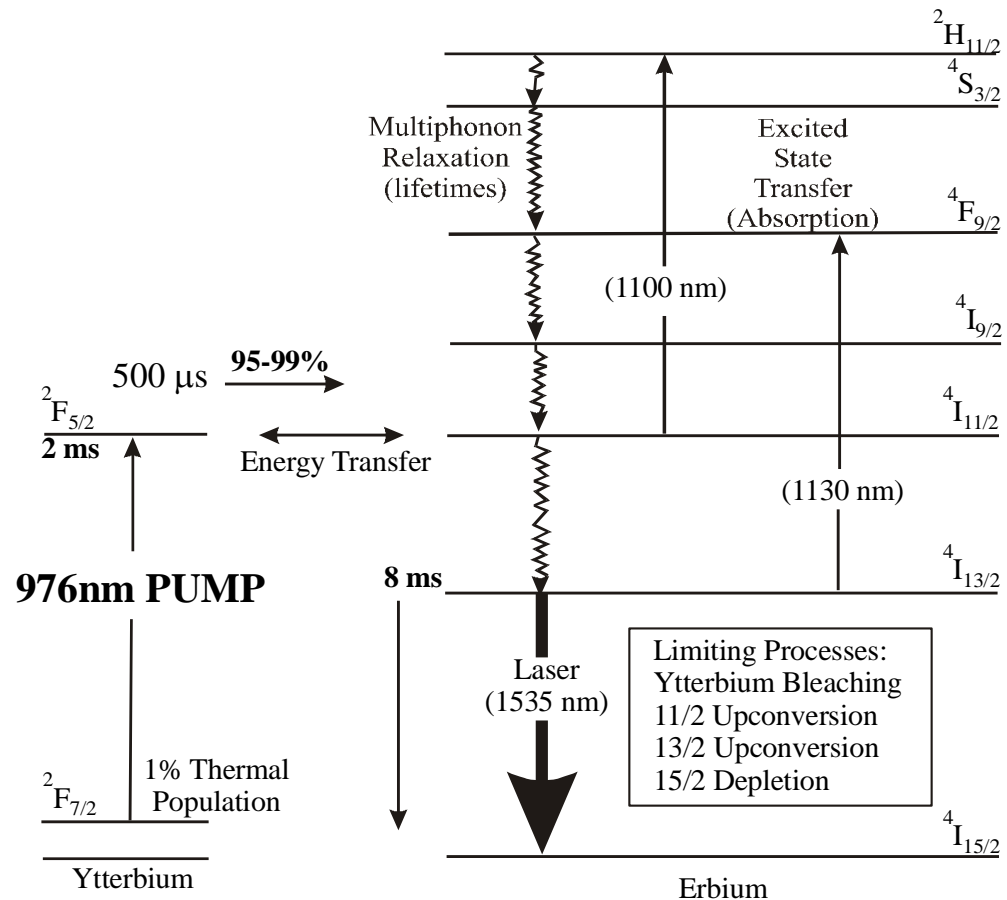 ²H₁₁/₂
⁴S₃/₂
Multiphonon
Relaxation
(lifetimes)
Excited
State
Transfer
(Absorption)
⁴F₉/₂
(1100 nm)
⁴I₉/₂
95-99%
500 μs
²F₅/₂
2 ms
Energy Transfer
⁴I₁₁/₂
(1130 nm)
976nm PUMP
8 ms
⁴I₁₃/₂
Laser
(1535 nm)
Limiting Processes:
Ytterbium Bleaching
11/2 Upconversion
13/2 Upconversion
15/2 Depletion
²F₇/₂
1% Thermal
Population
⁴I₁₅/₂
Ytterbium
Erbium